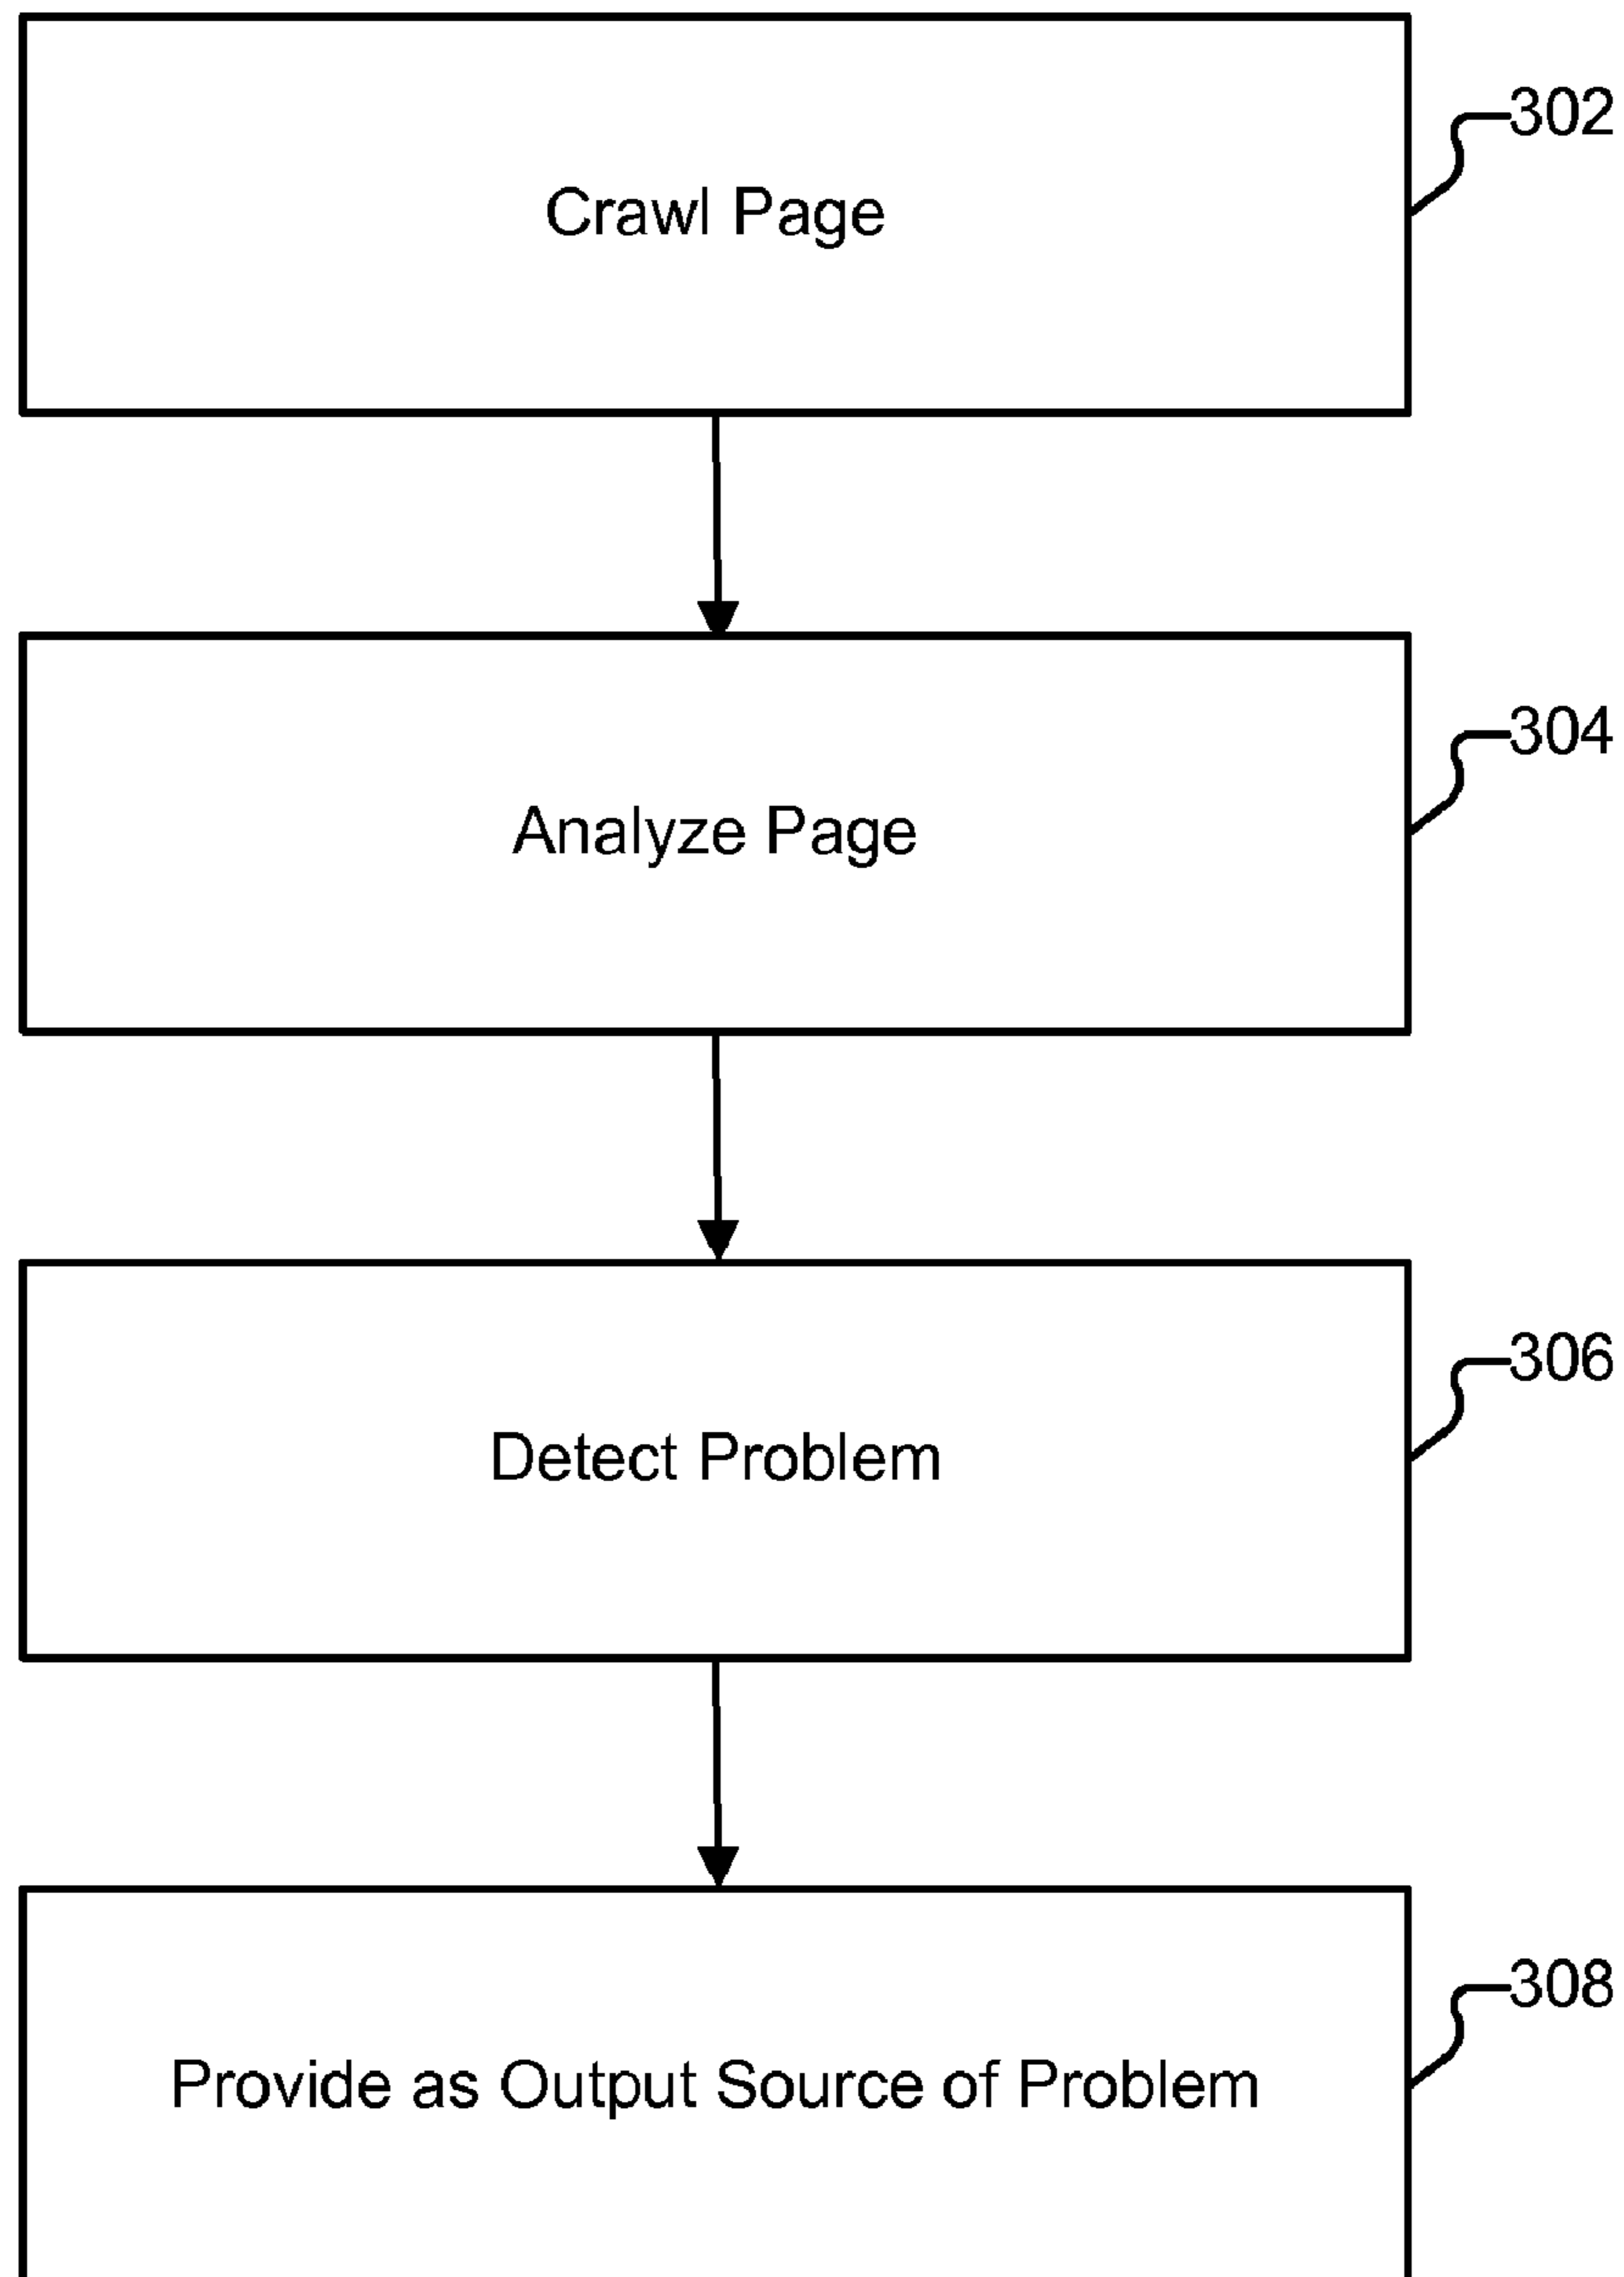 Crawl Page
302
Analyze Page
304
Detect Problem
306
Provide as Output Source of Problem
308